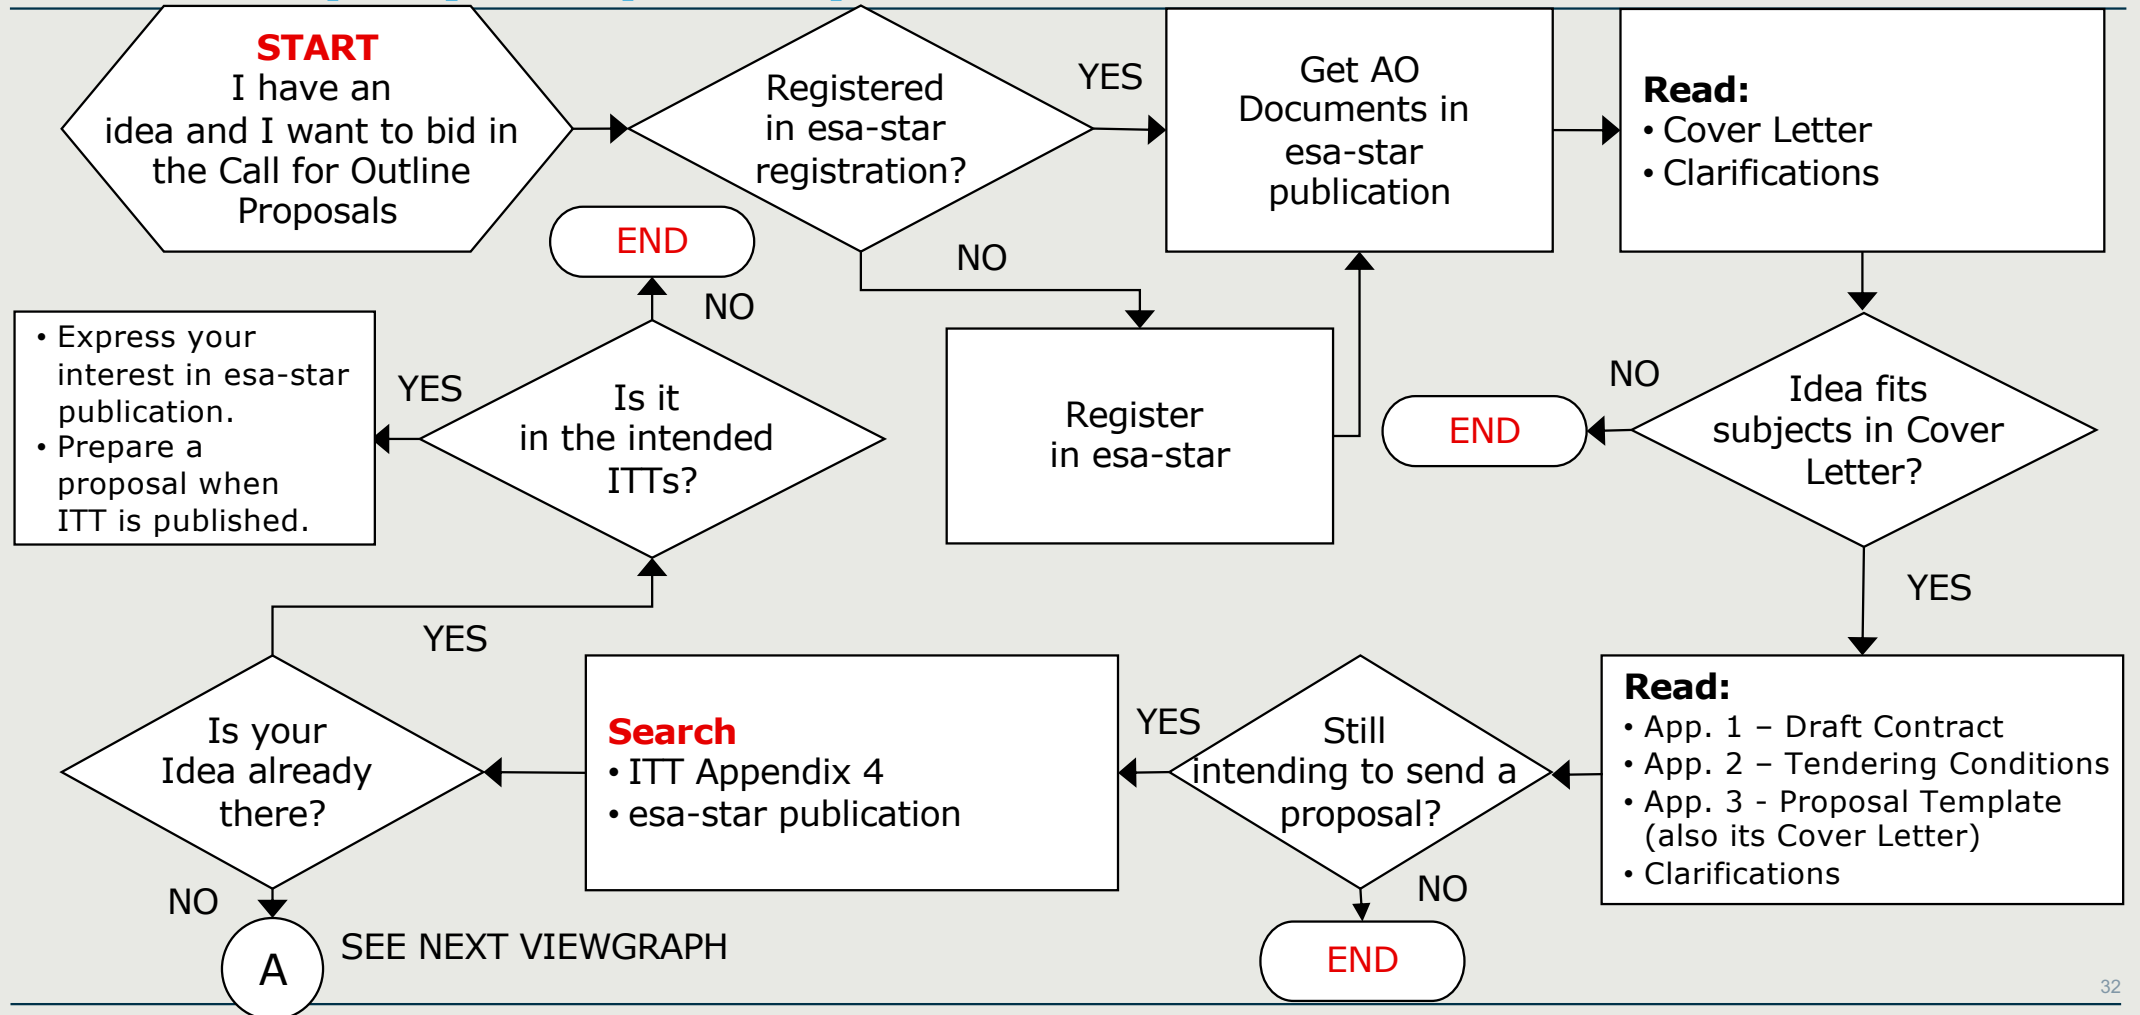 START
I have an
idea and I want to bid in
the Call for Outline
Proposals
Registered
in esa-star
registration?
YES
Get AO
Documents in
esa-star
publication
Read:
• Cover Letter
• Clarifications
END
NO
NO
• Express your
interest in esa-star
publication.
• Prepare a
proposal when
ITT is published.
YES
Is it
in the intended
ITTs?
Register
in esa-star
END
NO
Idea fits
subjects in Cover
Letter?
YES
YES
Is your
Idea already
there?
Search
• ITT Appendix 4
• esa-star publication
YES
Still
intending to send a
proposal?
Read:
• App. 1 – Draft Contract
• App. 2 – Tendering Conditions
• App. 3 - Proposal Template
(also its Cover Letter)
• Clarifications
NO
NO
A
SEE NEXT VIEWGRAPH
END
32